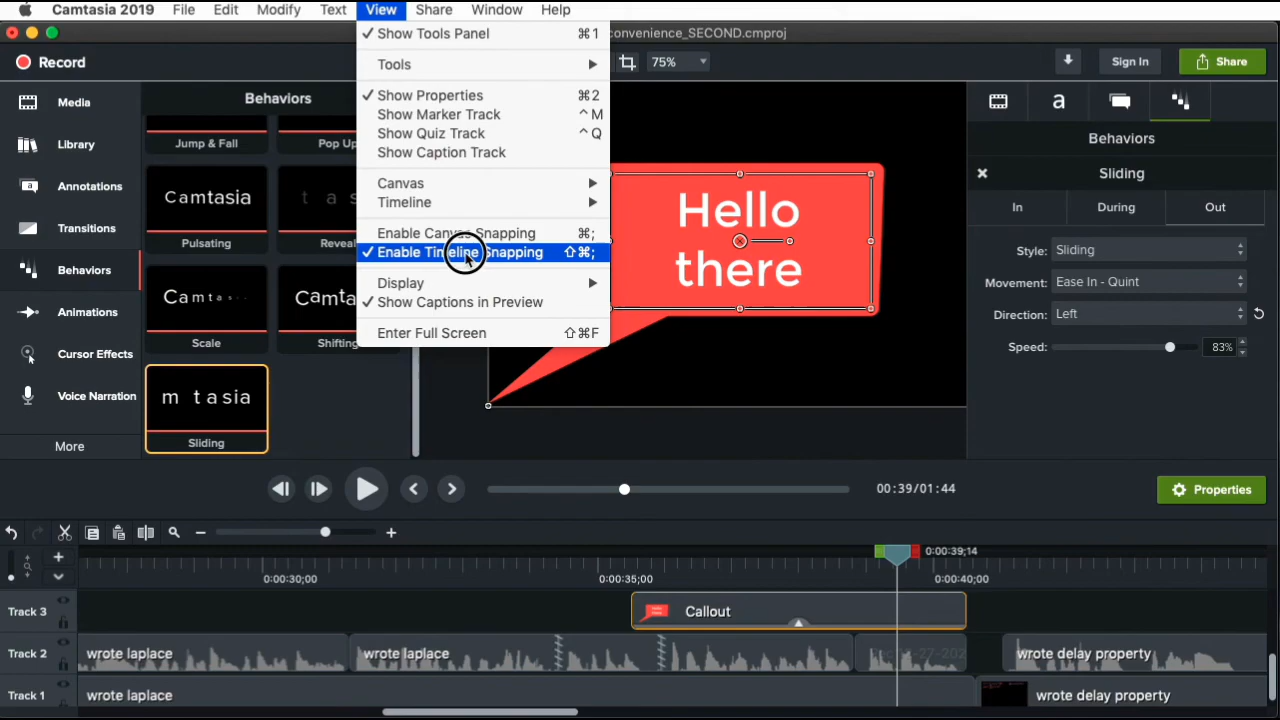 Camtasia 2019 File Edit Modify Text View Share Window Help
convenience_SECOND.cmproj
Record
75%
Sign In
Share
Show Tools Panel ⌘1
Tools
Show Properties ⌘2
Show Marker Track ^M
Show Quiz Track ^Q
Show Caption Track
Canvas
Timeline
Enable Canvas Snapping ⌘;
Enable Timeline Snapping ⇧⌘;
Display
Show Captions in Preview
Enter Full Screen ⇧⌘F
Media
Library
Annotations
Transitions
Behaviors
Animations
Cursor Effects
Voice Narration
More
Behaviors
Jump & Fall
Pop Up
Camtasia
t a s
Pulsating
Reveal
Camtas
Camta
Scale
Shifting
m t a sia
Sliding
Hello
there
a
Behaviors
Sliding
In During Out
Style: Sliding
Movement: Ease In - Quint
Direction: Left
Speed: 83%
00:39/01:44
Properties
0:00:39;14
0:00:30;00 0:00:35;00 0:00:40;00
Track 3
Callout
Track 2
wrote laplace
wrote laplace
wrote delay property
Track 1
wrote laplace
wrote delay property